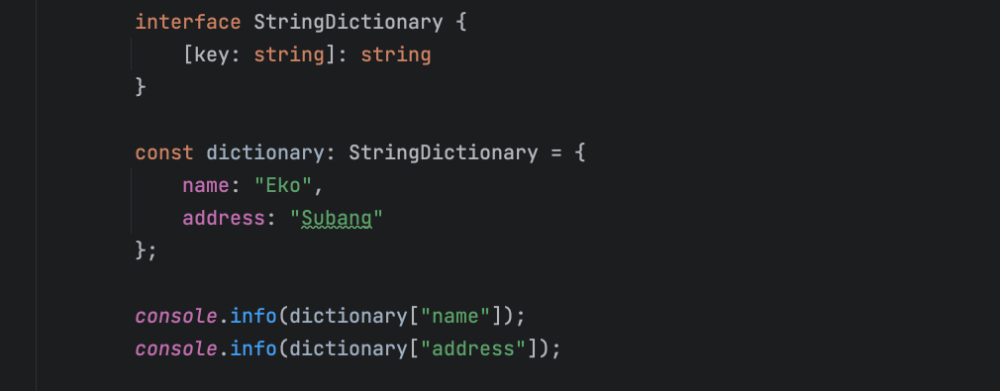 interface StringDictionary {
    [key: string]: string
}

const dictionary: StringDictionary = {
    name: "Eko",
    address: "Subang"
};

console.info(dictionary["name"]);
console.info(dictionary["address"]);